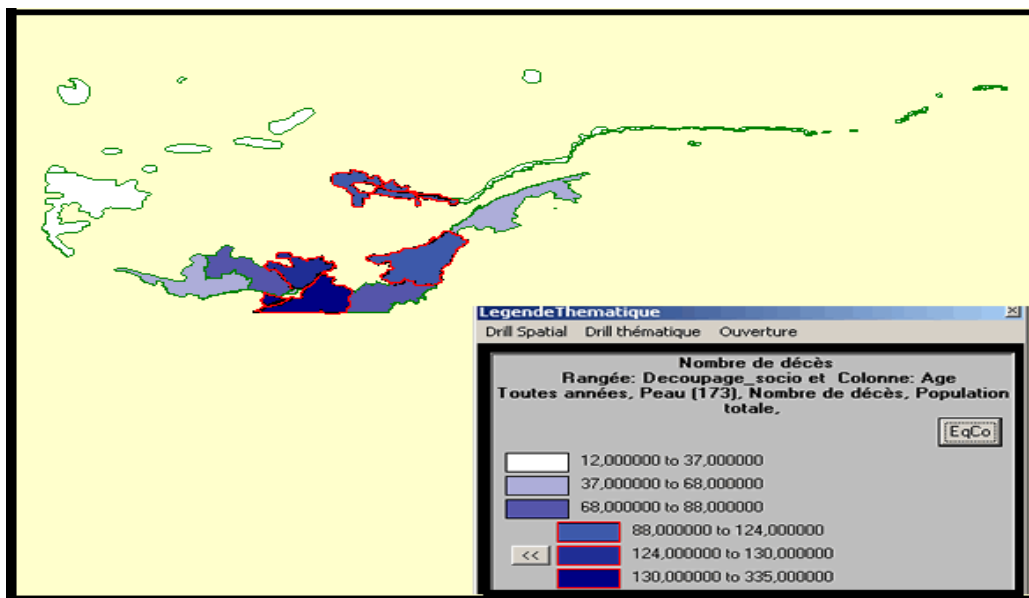 LegendeThematique
Drill Spatial Drill thématique Ouverture
Nombre de décès
Rangée: Decoupage_socio et Colonne: Age
Toutes années, Peau (173), Nombre de décès, Population
totale,
EqCo
12,000000 to 37,000000
37,000000 to 68,000000
68,000000 to 88,000000
88,000000 to 124,000000
<< 124,000000 to 130,000000
130,000000 to 335,000000